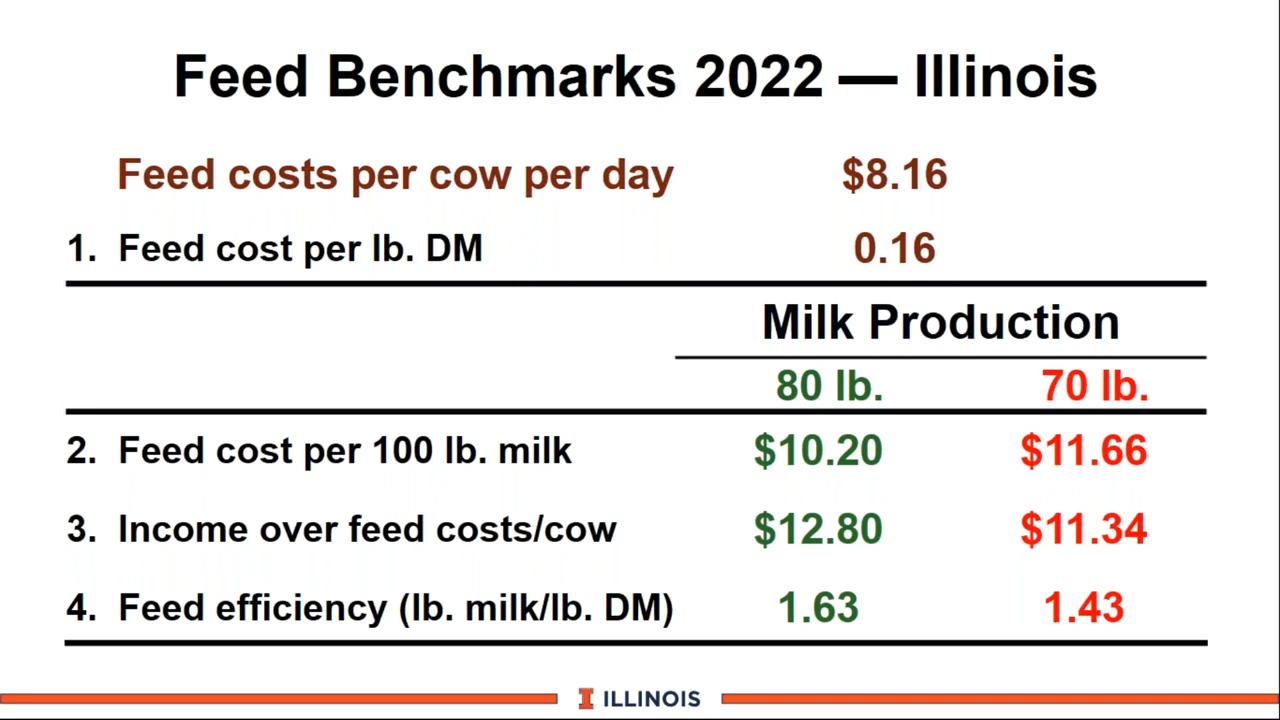 Feed Benchmarks 2022 — Illinois
Feed costs per cow per day $8.16
1. Feed cost per lb. DM 0.16
Milk Production
80 lb. 70 lb.
2. Feed cost per 100 lb. milk $10.20 $11.66
3. Income over feed costs/cow $12.80 $11.34
4. Feed efficiency (lb. milk/lb. DM) 1.63 1.43
I ILLINOIS